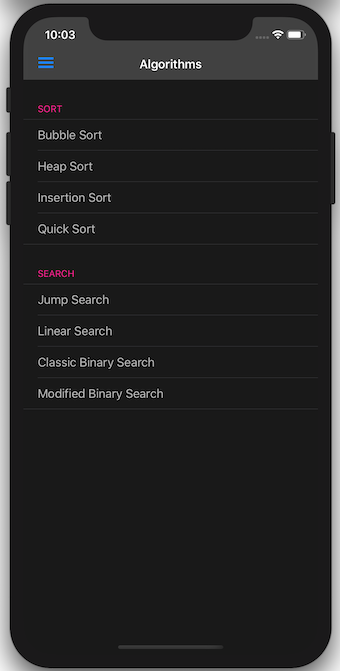 10:03
Algorithms
SORT
Bubble Sort
Heap Sort
Insertion Sort
Quick Sort
SEARCH
Jump Search
Linear Search
Classic Binary Search
Modified Binary Search